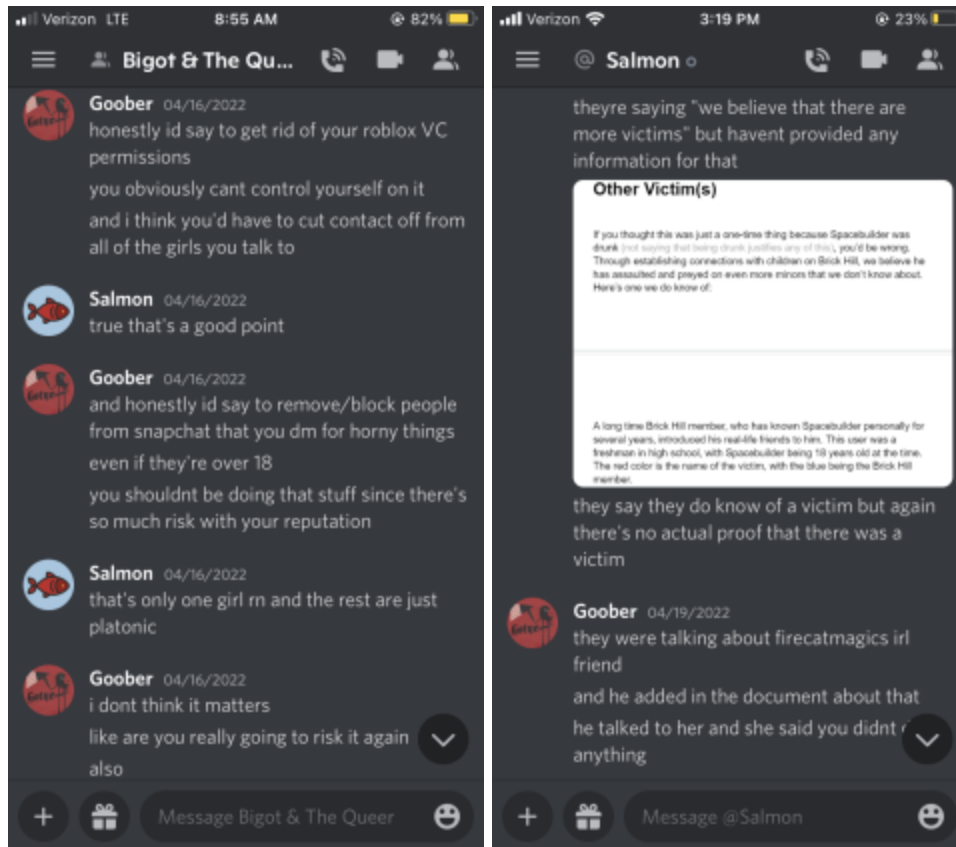 Verizon LTE 8:55 AM 82%
Bigot & The Qu...
Goober 04/16/2022
honestly id say to get rid of your roblox VC
permissions
you obviously cant control yourself on it
and i think you'd have to cut contact off from
all of the girls you talk to
Salmon 04/16/2022
true that's a good point
Goober 04/16/2022
and honestly id say to remove/block people
from snapchat that you dm for horny things
even if they're over 18
you shouldnt be doing that stuff since there's
so much risk with your reputation
Salmon 04/16/2022
that's only one girl rn and the rest are just
platonic
Goober 04/16/2022
i dont think it matters
like are you really going to risk it again
also
Message Bigot & The Queer
Verizon 3:19 PM 23%
@ Salmon
theyre saying "we believe that there are
more victims" but havent provided any
information for that
Other Victim(s)
If you thought this was just a one-time thing because Spacebuilder was
drunk (not saying that being drunk justifies any of this), you'd be wrong.
Through establishing connections with children on Brick Hill, we believe he
has assaulted and preyed on even more minors that we don't know about.
Here's one we do know of:
A long time Brick Hill member, who has known Spacebuilder personally for
several years, introduced his real-life friends to him. This user was a
freshman in high school, with Spacebuilder being 18 years old at the time.
The red color is the name of the victim, with the blue being the Brick Hill
member.
they say they do know of a victim but again
there's no actual proof that there was a
victim
Goober 04/19/2022
they were talking about firecatmagics irl
friend
and he added in the document about that
he talked to her and she said you didnt
anything
Message @Salmon